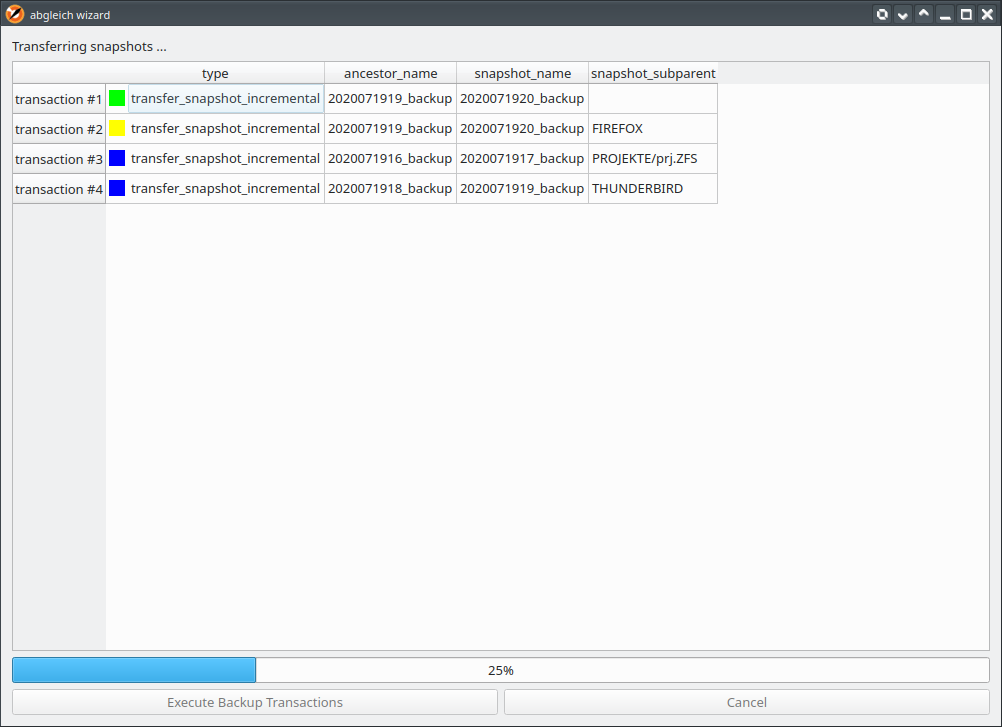 abgleich wizard
Transferring snapshots ...
type ancestor_name snapshot_name snapshot_subparent
transaction #1 transfer_snapshot_incremental 2020071919_backup 2020071920_backup
transaction #2 transfer_snapshot_incremental 2020071919_backup 2020071920_backup FIREFOX
transaction #3 transfer_snapshot_incremental 2020071916_backup 2020071917_backup PROJEKTE/prj.ZFS
transaction #4 transfer_snapshot_incremental 2020071918_backup 2020071919_backup THUNDERBIRD
25%
Execute Backup Transactions Cancel